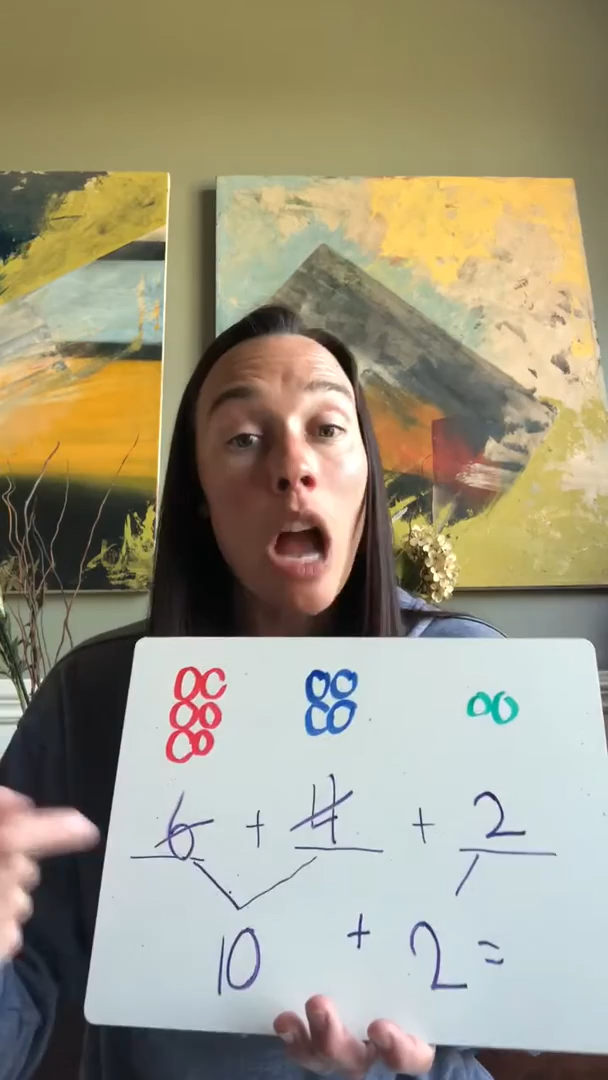 6 + 4 + 2
10 + 2 =